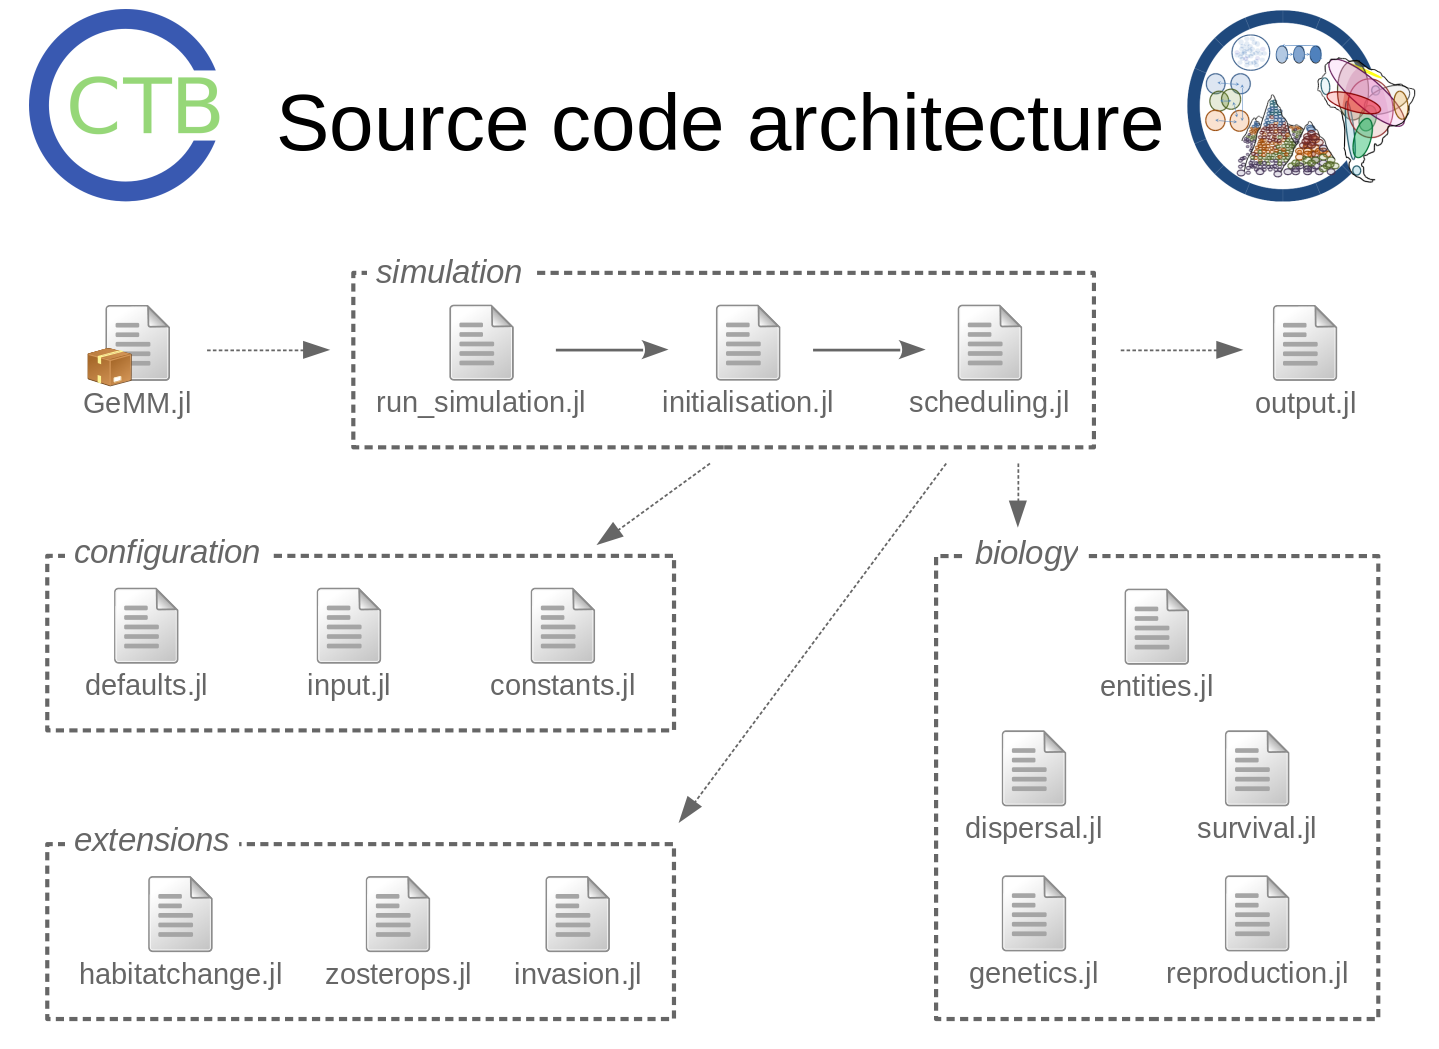 CTB
Source code architecture
simulation
GeMM.jl
run_simulation.jl
initialisation.jl
scheduling.jl
output.jl
configuration
defaults.jl
input.jl
constants.jl
extensions
habitatchange.jl
zosterops.jl
invasion.jl
biology
entities.jl
dispersal.jl
survival.jl
genetics.jl
reproduction.jl